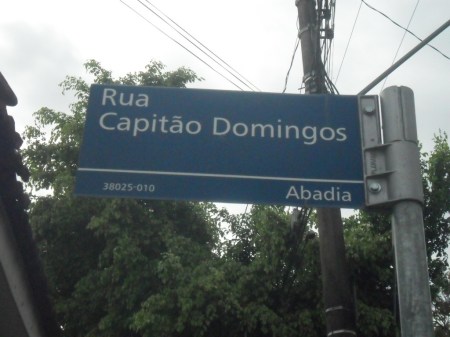 Rua
Capitão Domingos
38025-010 Abadia